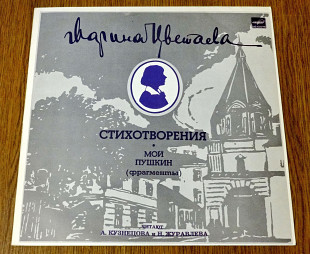 Марина Цветаева
СТИХОТВОРЕНИЯ
•
МОЙ
ПУШКИН
(фрагменты)
ЧИТАЮТ
А. КУЗНЕЦОВА и Н. ЖУРАВЛЕВА